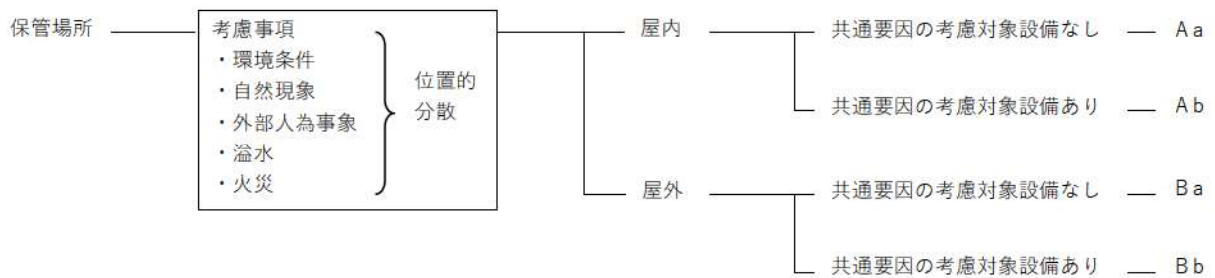 保管場所
考慮事項
・環境条件
・自然現象
・外部人為事象
・溢水
・火災
位置的
分散
屋内
共通要因の考慮対象設備なし
Aa
共通要因の考慮対象設備あり
Ab
屋外
共通要因の考慮対象設備なし
Ba
共通要因の考慮対象設備あり
Bb